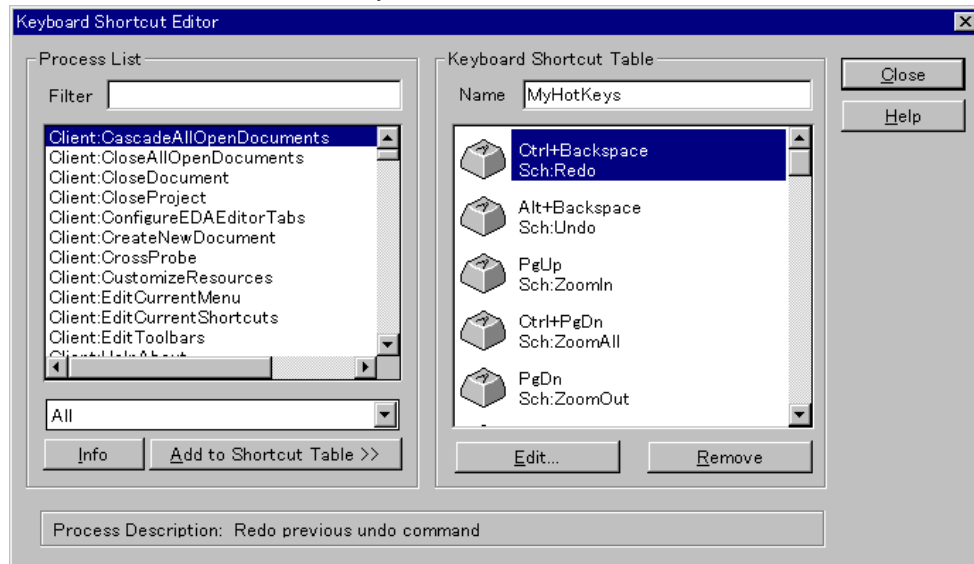 Keyboard Shortcut Editor
Process List
Filter
Client:CascadeAllOpenDocuments
Client:CloseAllOpenDocuments
Client:CloseDocument
Client:CloseProject
Client:ConfigureEDAEditorTabs
Client:CreateNewDocument
Client:CrossProbe
Client:CustomizeResources
Client:EditCurrentMenu
Client:EditCurrentShortcuts
Client:EditToolbars
Client:HelpAbout
All
Info
Add to Shortcut Table >>
Keyboard Shortcut Table
Name MyHotKeys
Ctrl+Backspace
Sch:Redo
Alt+Backspace
Sch:Undo
PgUp
Sch:ZoomIn
Ctrl+PgDn
Sch:ZoomAll
PgDn
Sch:ZoomOut
Edit...
Remove
Close
Help
Process Description: Redo previous undo command